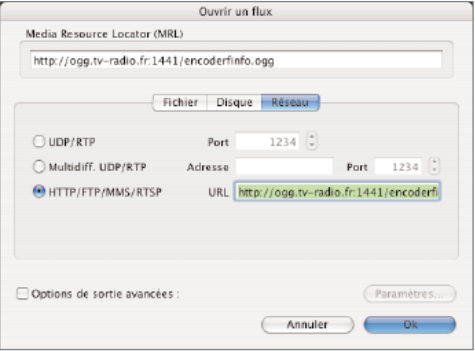 Ouvrir un flux
Media Resource Locator (MRL)
http://ogg.tv-radio.fr:1441/encoderfinfo.ogg
Fichier Disque Réseau
UDP/RTP Port 1234
Multidiff. UDP/RTP Adresse Port 1234
HTTP/FTP/MMS/RTSP URL http://ogg.tv-radio.fr:1441/encoderfi
Options de sortie avancées :
Paramètres...
Annuler Ok